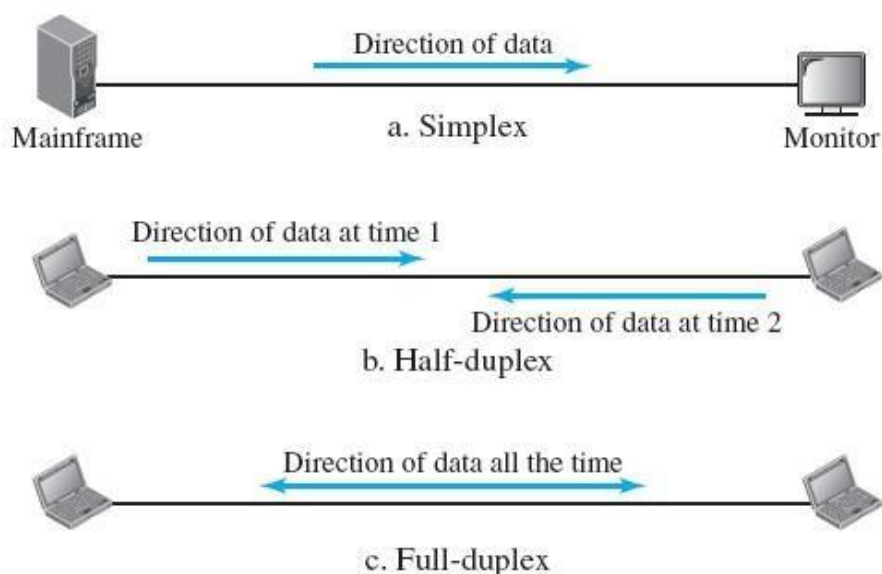 Direction of data
Mainframe
a. Simplex
Monitor
Direction of data at time 1
Direction of data at time 2
b. Half-duplex
Direction of data all the time
c. Full-duplex